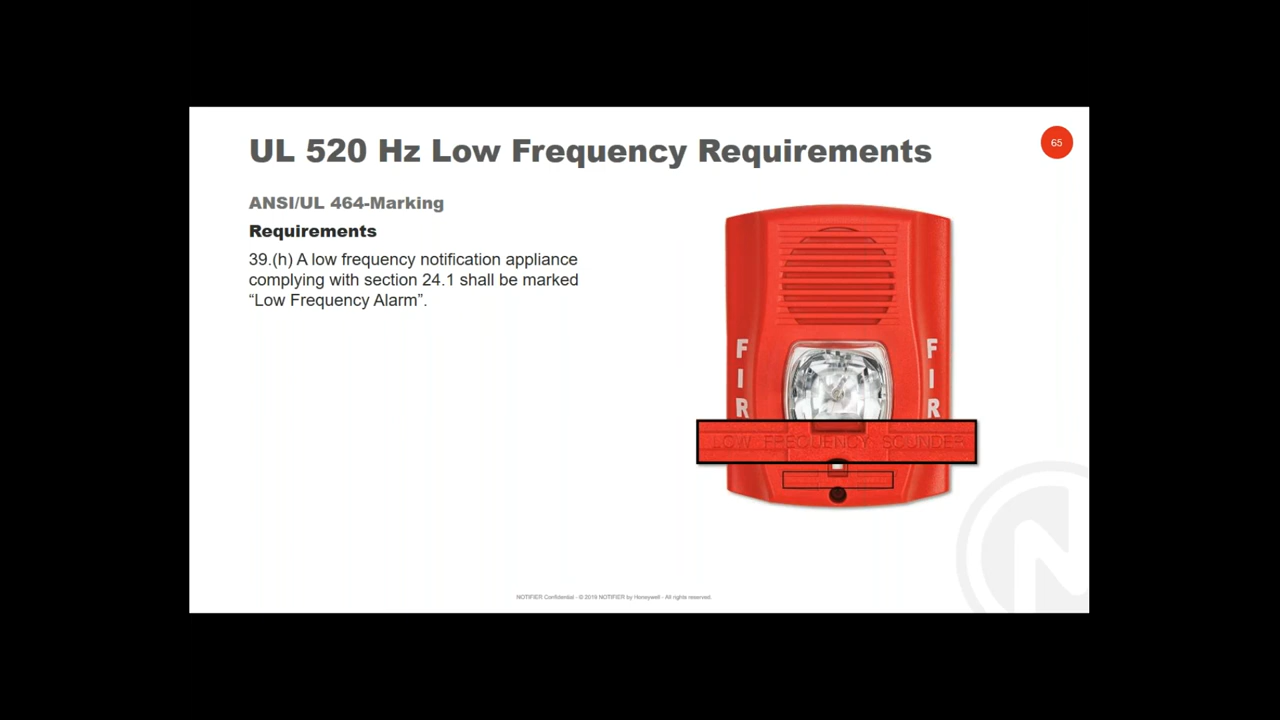 UL 520 Hz Low Frequency Requirements
65
ANSI/UL 464-Marking
Requirements
39.(h) A low frequency notification appliance
complying with section 24.1 shall be marked
“Low Frequency Alarm”.
FIR
FIR
LOW FREQUENCY SOUNDER
NOTIFIER Confidential - © 2019 NOTIFIER by Honeywell - All rights reserved.